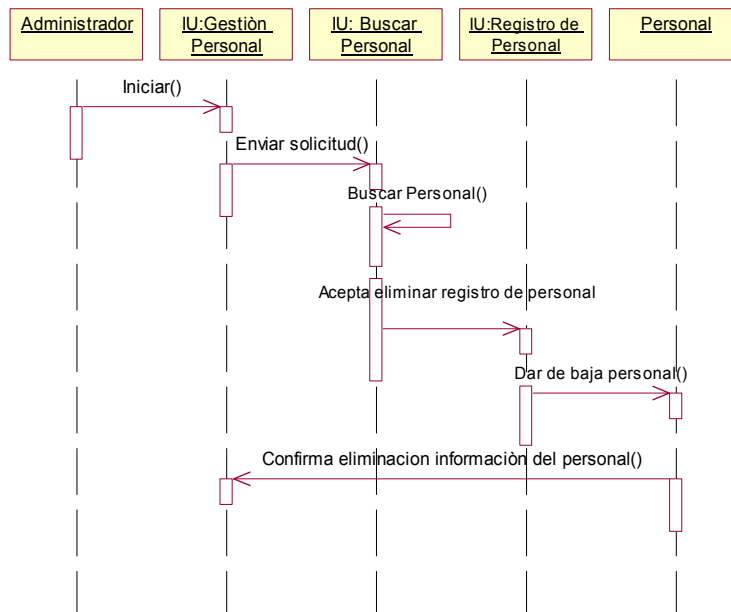 Administrador
IU:Gestiòn
Personal
IU: Buscar
Personal
IU:Registro de
Personal
Personal
Iniciar()
Enviar solicitud()
Buscar Personal()
Acepta eliminar registro de personal
Dar de baja personal()
Confirma eliminacion informaciòn del personal()